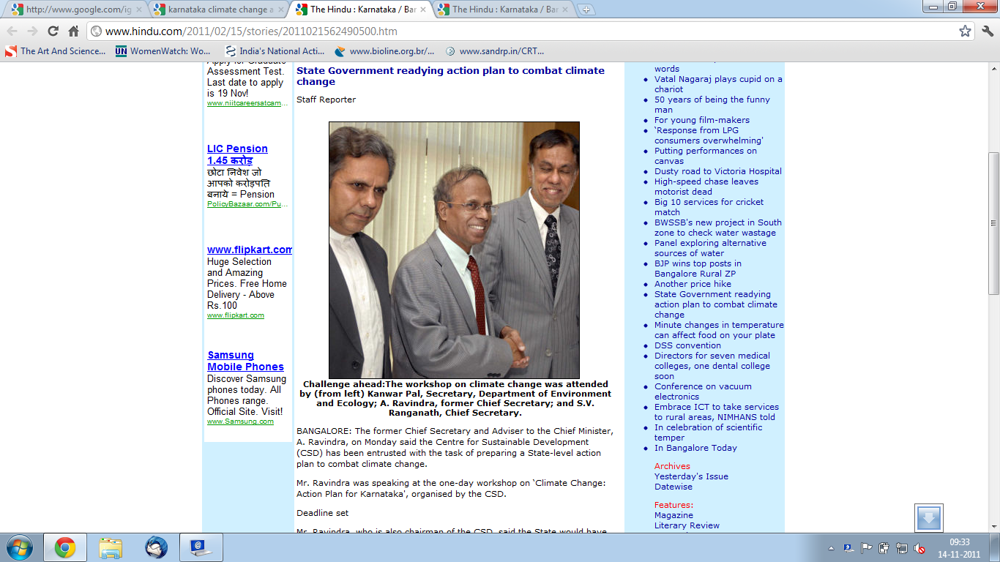 http://www.google.com/ig
karnataka climate change a
The Hindu : Karnataka / Ban
The Hindu : Karnataka / Ban
www.hindu.com/2011/02/15/stories/2011021562490500.htm
The Art And Science...
UN WomenWatch: Wo...
India's National Acti...
www.bioline.org.br/...
www.sandrp.in/CRT...
Apply for Graduate
Assessment Test.
Last date to apply
is 19 Nov!
www.niitcareersatcam...
LIC Pension
1.45 करोड़
छोटा निवेश जो
आपको करोड़पति
बनाये = Pension
PolicyBazaar.com/Pu...
www.flipkart.com
Huge Selection
and Amazing
Prices. Free Home
Delivery - Above
Rs.100
www.flipkart.com
Samsung
Mobile Phones
Discover Samsung
phones today. All
Phones range.
Official Site. Visit!
www.Samsung.com
State Government readying action plan to combat climate
change
Staff Reporter
Challenge ahead:The workshop on climate change was attended
by (from left) Kanwar Pal, Secretary, Department of Environment
and Ecology; A. Ravindra, former Chief Secretary; and S.V.
Ranganath, Chief Secretary.
BANGALORE: The former Chief Secretary and Adviser to the Chief Minister,
A. Ravindra, on Monday said the Centre for Sustainable Development
(CSD) has been entrusted with the task of preparing a State-level action
plan to combat climate change.
Mr. Ravindra was speaking at the one-day workshop on `Climate Change:
Action Plan for Karnataka', organised by the CSD.
Deadline set
Mr. Ravindra, who is also chairman of the CSD, said the State would have
words
Vatal Nagaraj plays cupid on a
chariot
50 years of being the funny
man
For young film-makers
`Response from LPG
consumers overwhelming'
Putting performances on
canvas
Dusty road to Victoria Hospital
High-speed chase leaves
motorist dead
Big 10 services for cricket
match
BWSSB's new project in South
zone to check water wastage
Panel exploring alternative
sources of water
BJP wins top posts in
Bangalore Rural ZP
Another price hike
State Government readying
action plan to combat climate
change
Minute changes in temperature
can affect food on your plate
DSS convention
Directors for seven medical
colleges, one dental college
soon
Conference on vacuum
electronics
Embrace ICT to take services
to rural areas, NIMHANS told
In celebration of scientific
temper
In Bangalore Today
Archives
Yesterday's Issue
Datewise
Features:
Magazine
Literary Review
09:33
14-11-2011